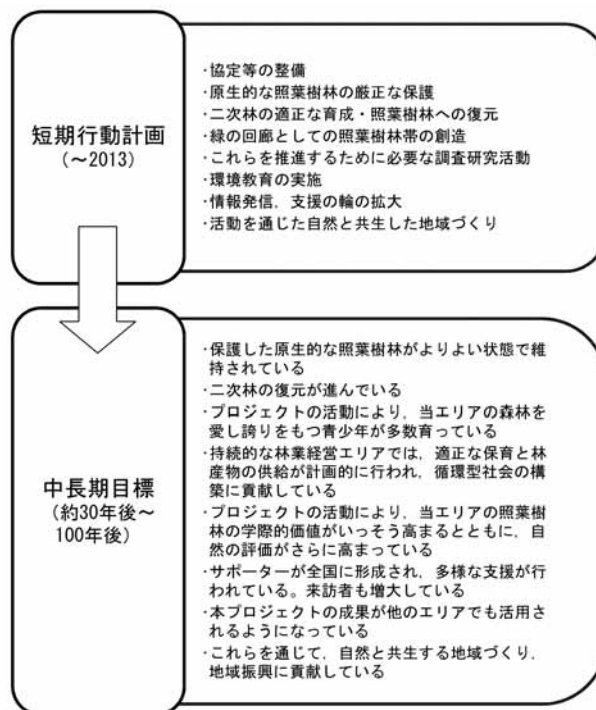 短期行動計画
(～2013)
・協定等の整備
・原生的な照葉樹林の厳正な保護
・二次林の適正な育成・照葉樹林への復元
・緑の回廊としての照葉樹林帯の創造
・これらを推進するために必要な調査研究活動
・環境教育の実施
・情報発信，支援の輪の拡大
・活動を通じた自然と共生した地域づくり
中長期目標
(約30年後～
100年後)
・保護した原生的な照葉樹林がよりよい状態で維
持されている
・二次林の復元が進んでいる
・プロジェクトの活動により，当エリアの森林を
愛し誇りをもつ青少年が多数育っている
・持続的な林業経営エリアでは，適正な保育と林
産物の供給が計画的に行われ，循環型社会の構
築に貢献している
・プロジェクトの活動により，当エリアの照葉樹
林の学際的価値がいっそう高まるとともに，自
然の評価がさらに高まっている
・サポーターが全国に形成され，多様な支援が行
われている。来訪者も増大している
・本プロジェクトの成果が他のエリアでも活用さ
れるようになっている
・これらを通じて，自然と共生する地域づくり，
地域振興に貢献している